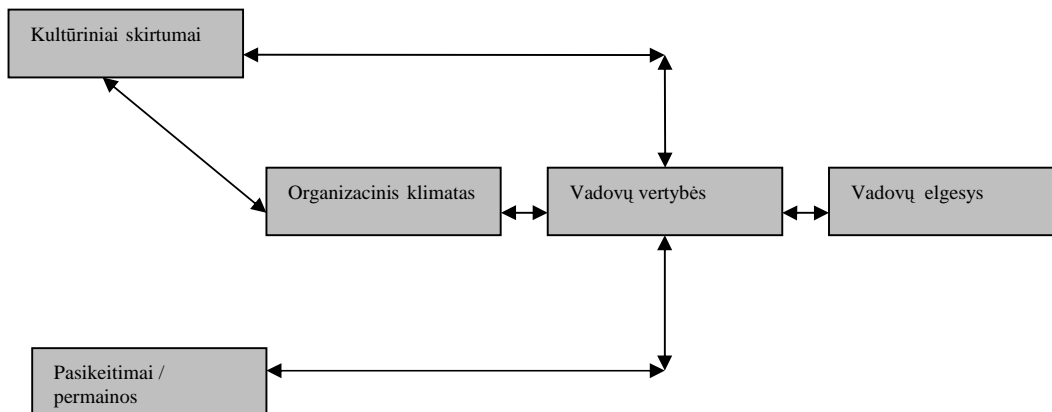 Kultūriniai skirtumai
Organizacinis klimatas
Vadovų vertybės
Vadovų elgesys
Pasikeitimai /
permainos